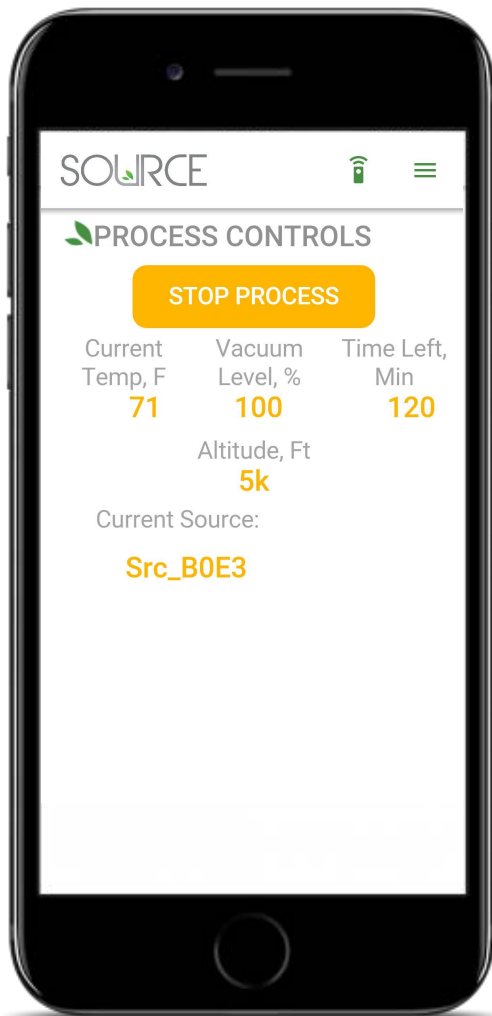 SOURCE
PROCESS CONTROLS
STOP PROCESS
Current Temp, F
71
Vacuum Level, %
100
Time Left, Min
120
Altitude, Ft
5k
Current Source:
Src_B0E3